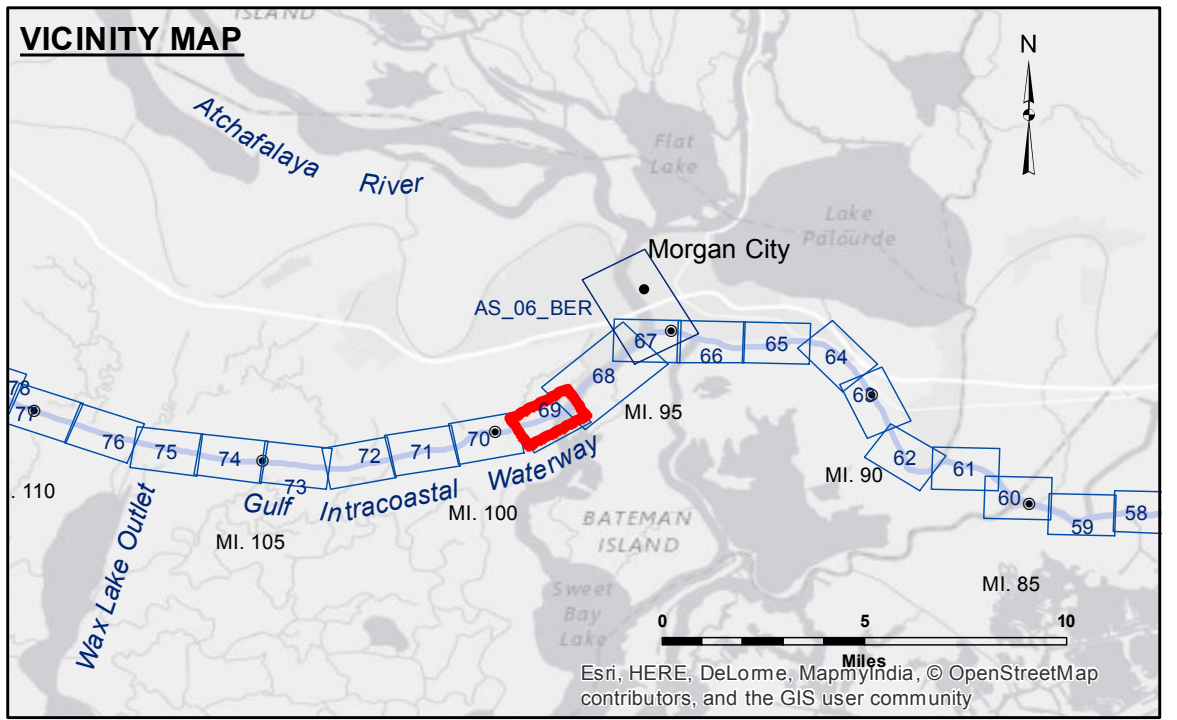 ISLAND
VICINITY MAP
N
Atchafalaya River
Flat
Lake
Lake
Palourde
Morgan City
AS_06_BER
67
66
65
64
63
68
69
MI. 95
78
77
76
75
74
73
72
71
70
62
61
60
59
58
MI. 90
. 110
Wax Lake Outlet
Gulf Intracoastal Waterway
MI. 105
MI. 100
BATEMAN
ISLAND
Sweet
Bay
Lake
MI. 85
0 5 10
Miles
Esri, HERE, DeLorme, MapmyIndia, © OpenStreetMap
contributors, and the GIS user community